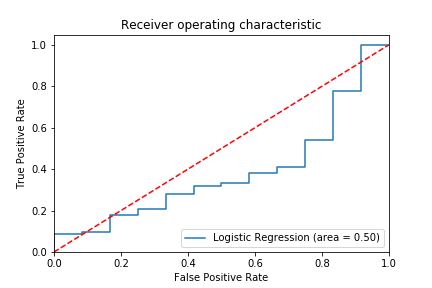 Receiver operating characteristic
1.0
0.8
0.6
0.4
0.2
0.0
True Positive Rate
Logistic Regression (area = 0.50)
0.0 0.2 0.4 0.6 0.8 1.0
False Positive Rate